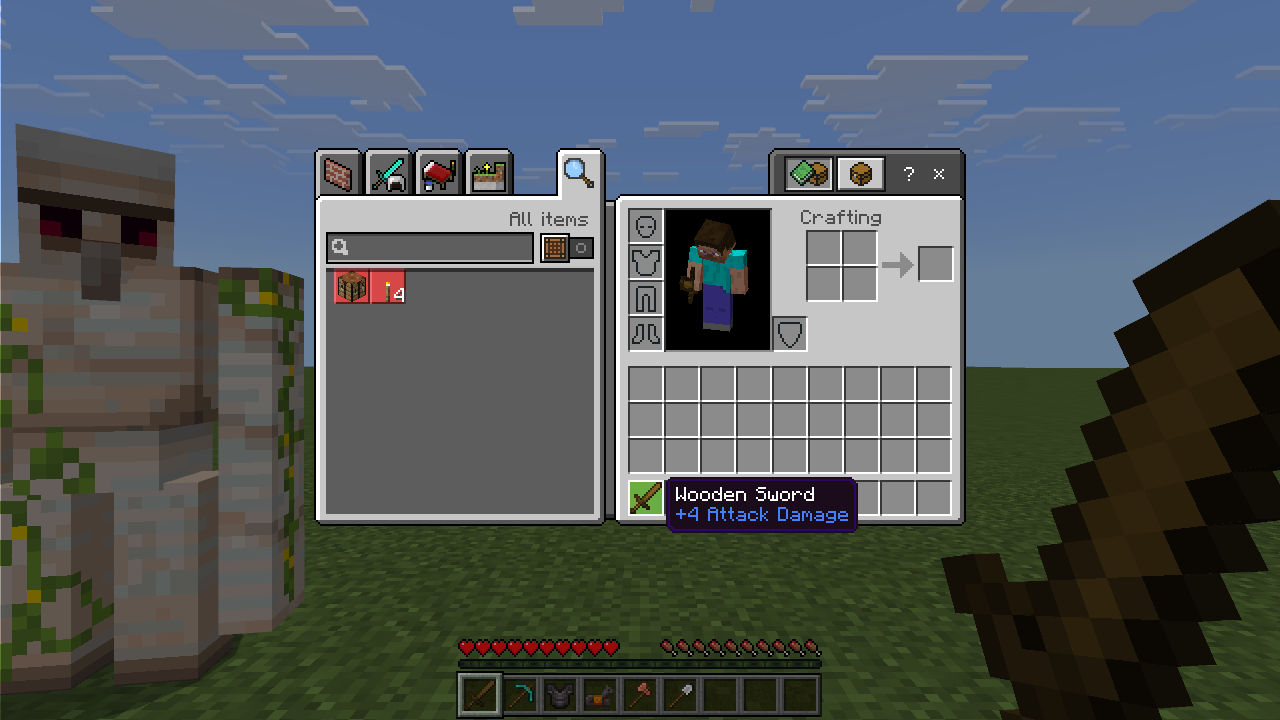 All items
4
? ×
Crafting
Wooden Sword
+4 Attack Damage